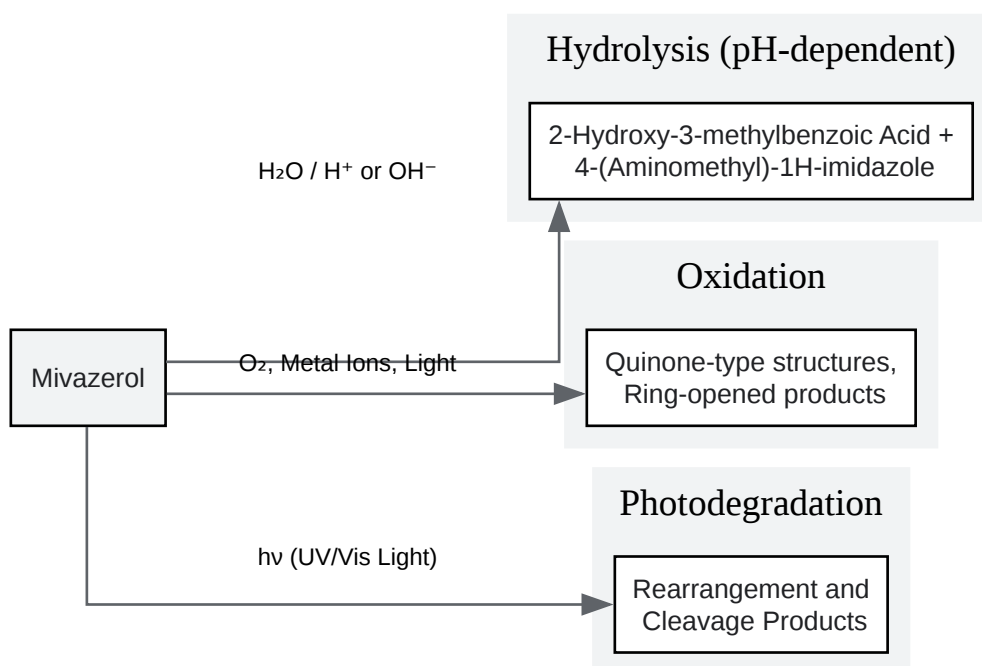 Hydrolysis (pH-dependent)
2-Hydroxy-3-methylbenzoic Acid +
4-(Aminomethyl)-1H-imidazole
H₂O / H⁺ or OH⁻
Oxidation
Mivazerol
O₂, Metal Ions, Light
Quinone-type structures,
Ring-opened products
Photodegradation
hν (UV/Vis Light)
Rearrangement and
Cleavage Products